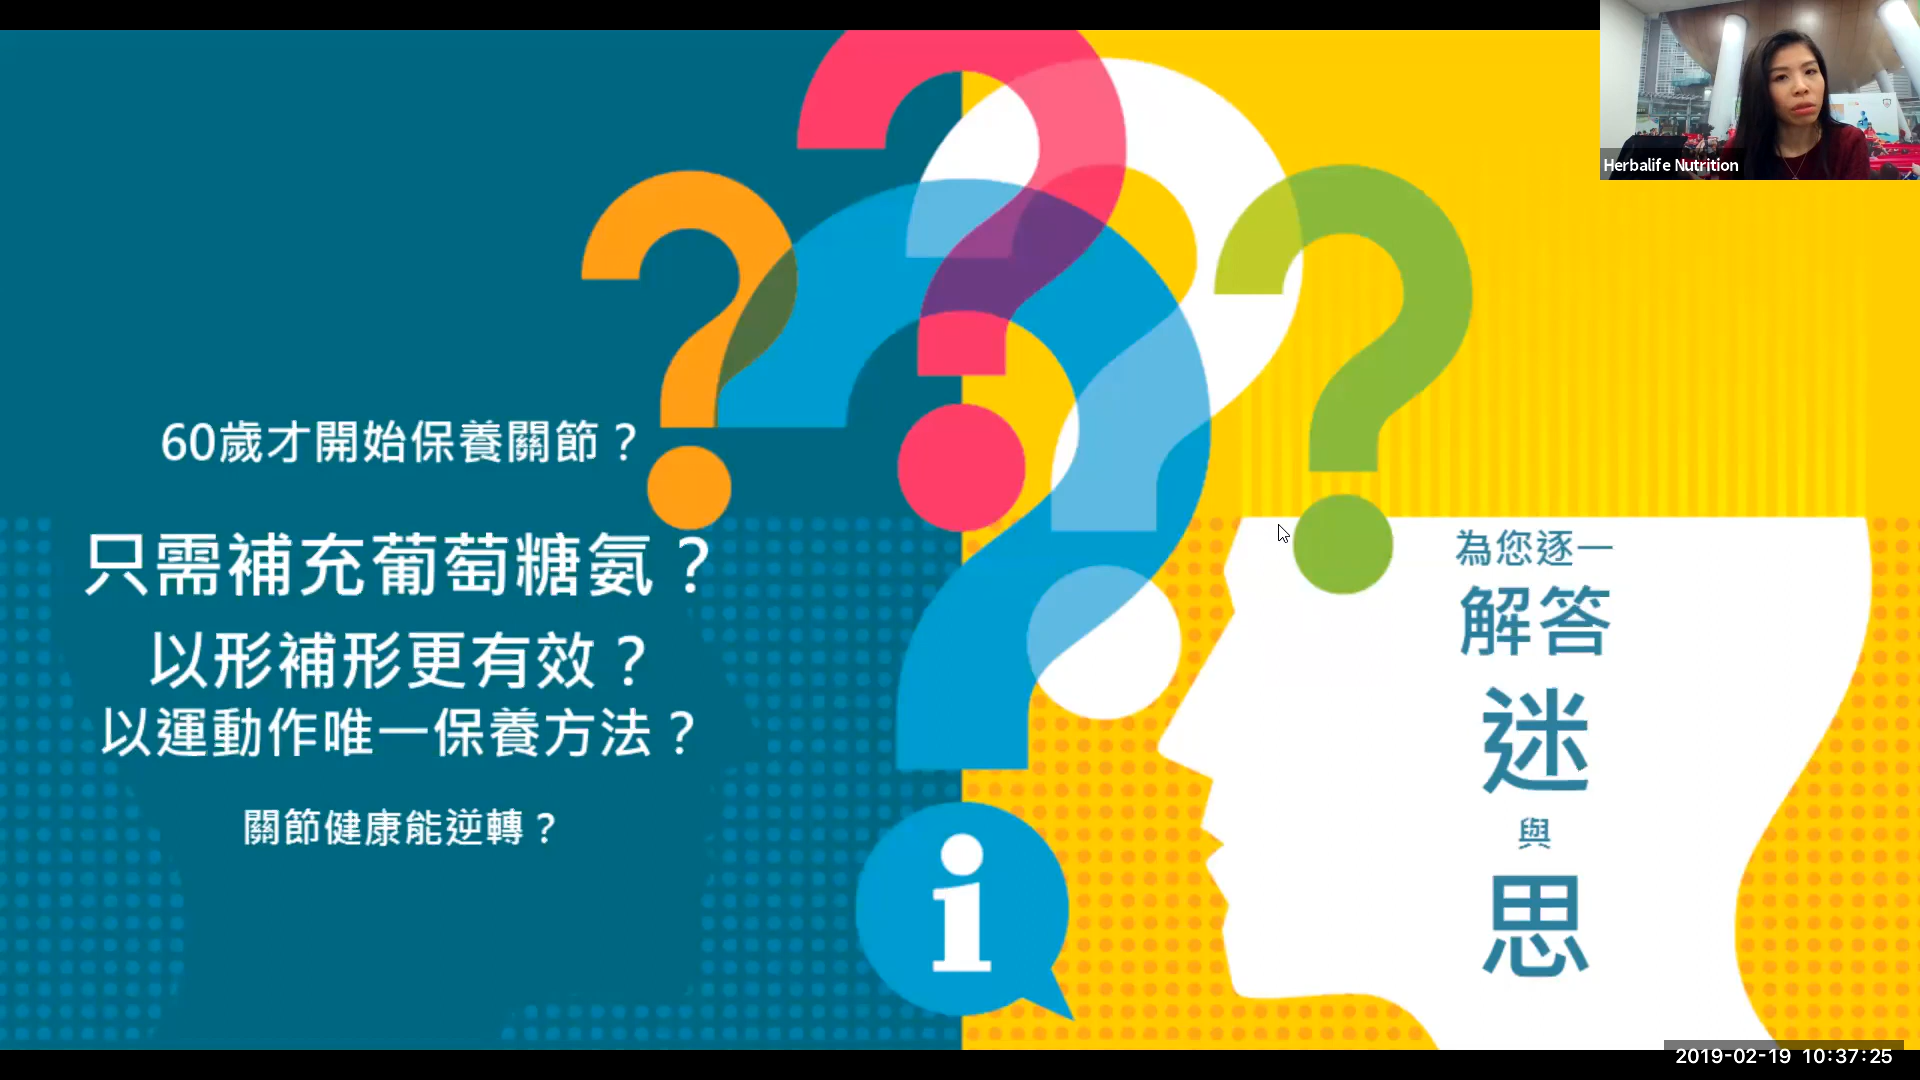 Herbalife Nutrition
60歲才開始保養關節？
只需補充葡萄糖氨？
以形補形更有效？
以運動作唯一保養方法？
關節健康能逆轉？
i
為您逐一
解答
迷
與
思
2019-02-19 10:37:25